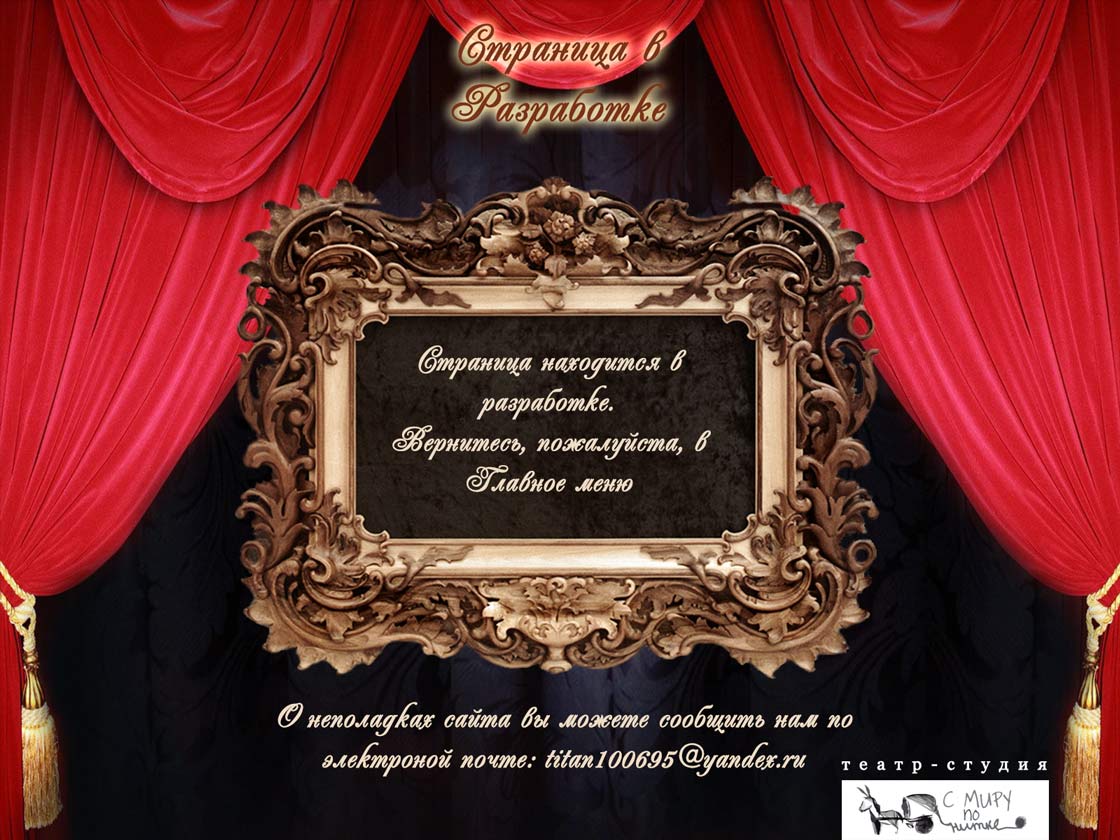 Страница в
Разработке
Страница находится в
разработке.
Вернитесь, пожалуйста, в
Главное меню
О неполадках сайта вы можете сообщить нам по
электроной почте: titan100695@yandex.ru
театр-студия
С МИРУ
ПО
нитке